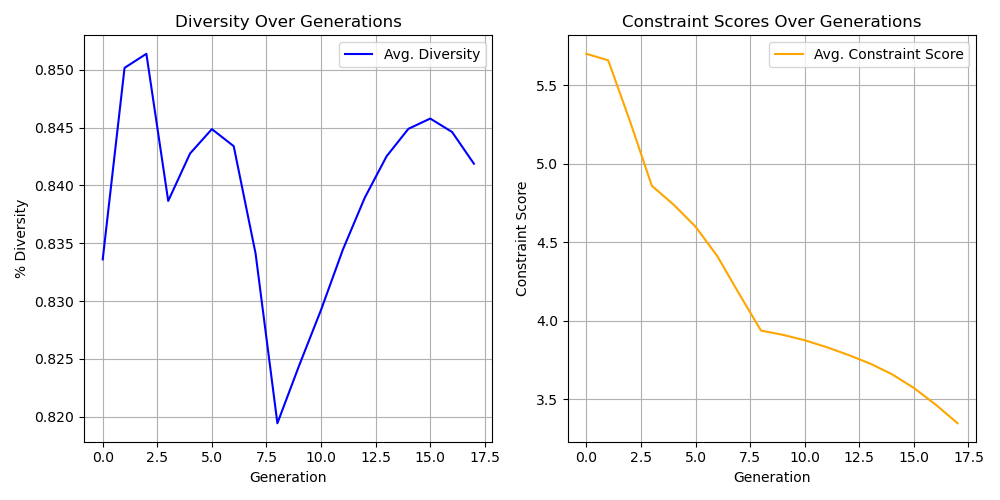 Diversity Over Generations
Avg. Diversity
% Diversity
0.850
0.845
0.840
0.835
0.830
0.825
0.820
0.0 2.5 5.0 7.5 10.0 12.5 15.0 17.5
Generation
Constraint Scores Over Generations
Avg. Constraint Score
Constraint Score
5.5
5.0
4.5
4.0
3.5
0.0 2.5 5.0 7.5 10.0 12.5 15.0 17.5
Generation